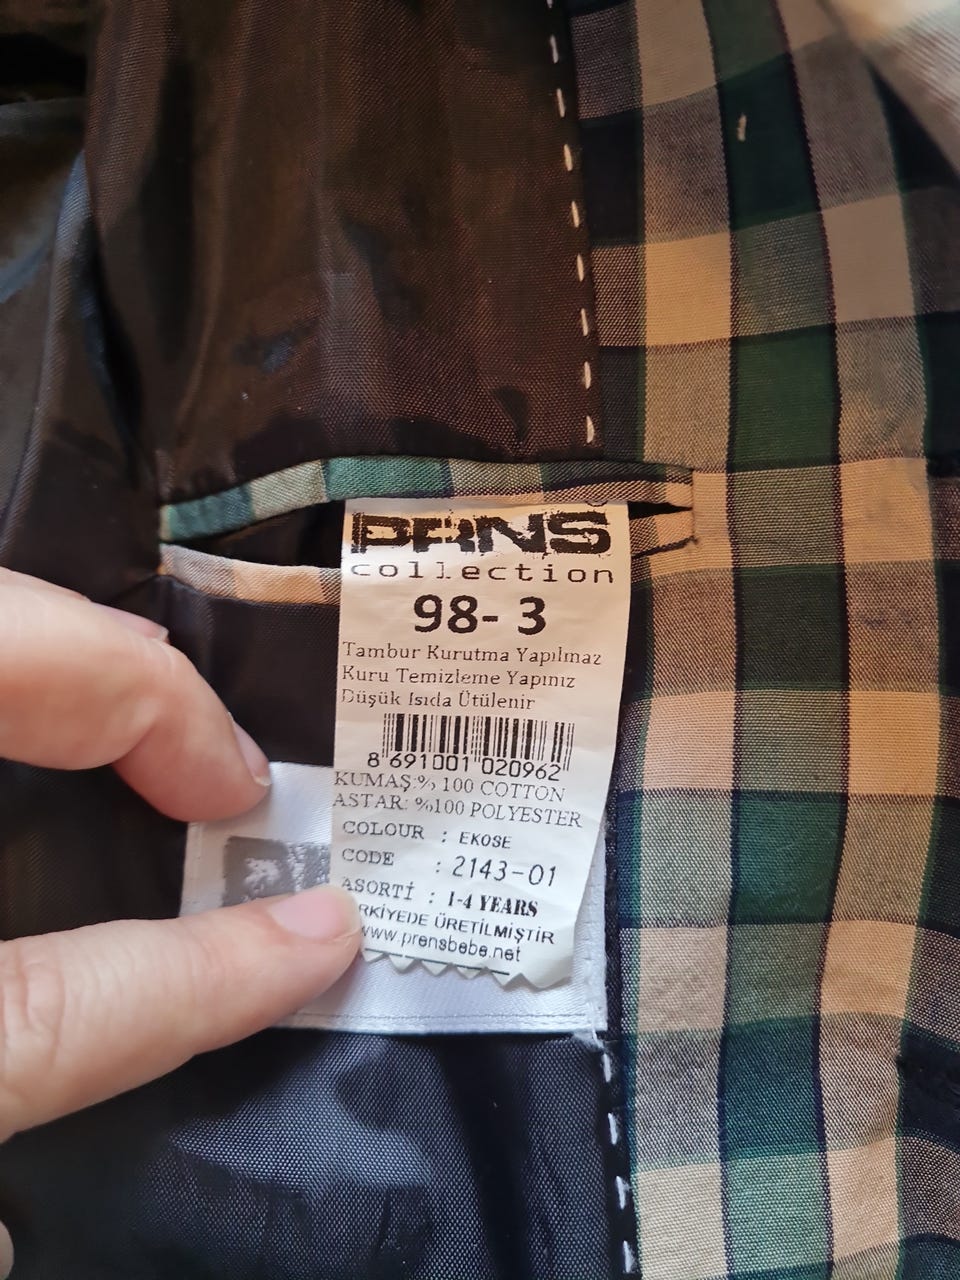 PRNS
collection
98- 3
Tambur Kurutma Yapılmaz
Kuru Temizleme Yapınız
Düşük Isıda Ütülenir
8 691001 020962
KUMAŞ:% 100 COTTON
ASTAR: %100 POLYESTER
COLOUR : EKOSE
CODE : 2143-01
ASORTİ : 1-4 YEARS
RKİYEDE ÜRETİLMİŞTİR
www.prensbebe.net